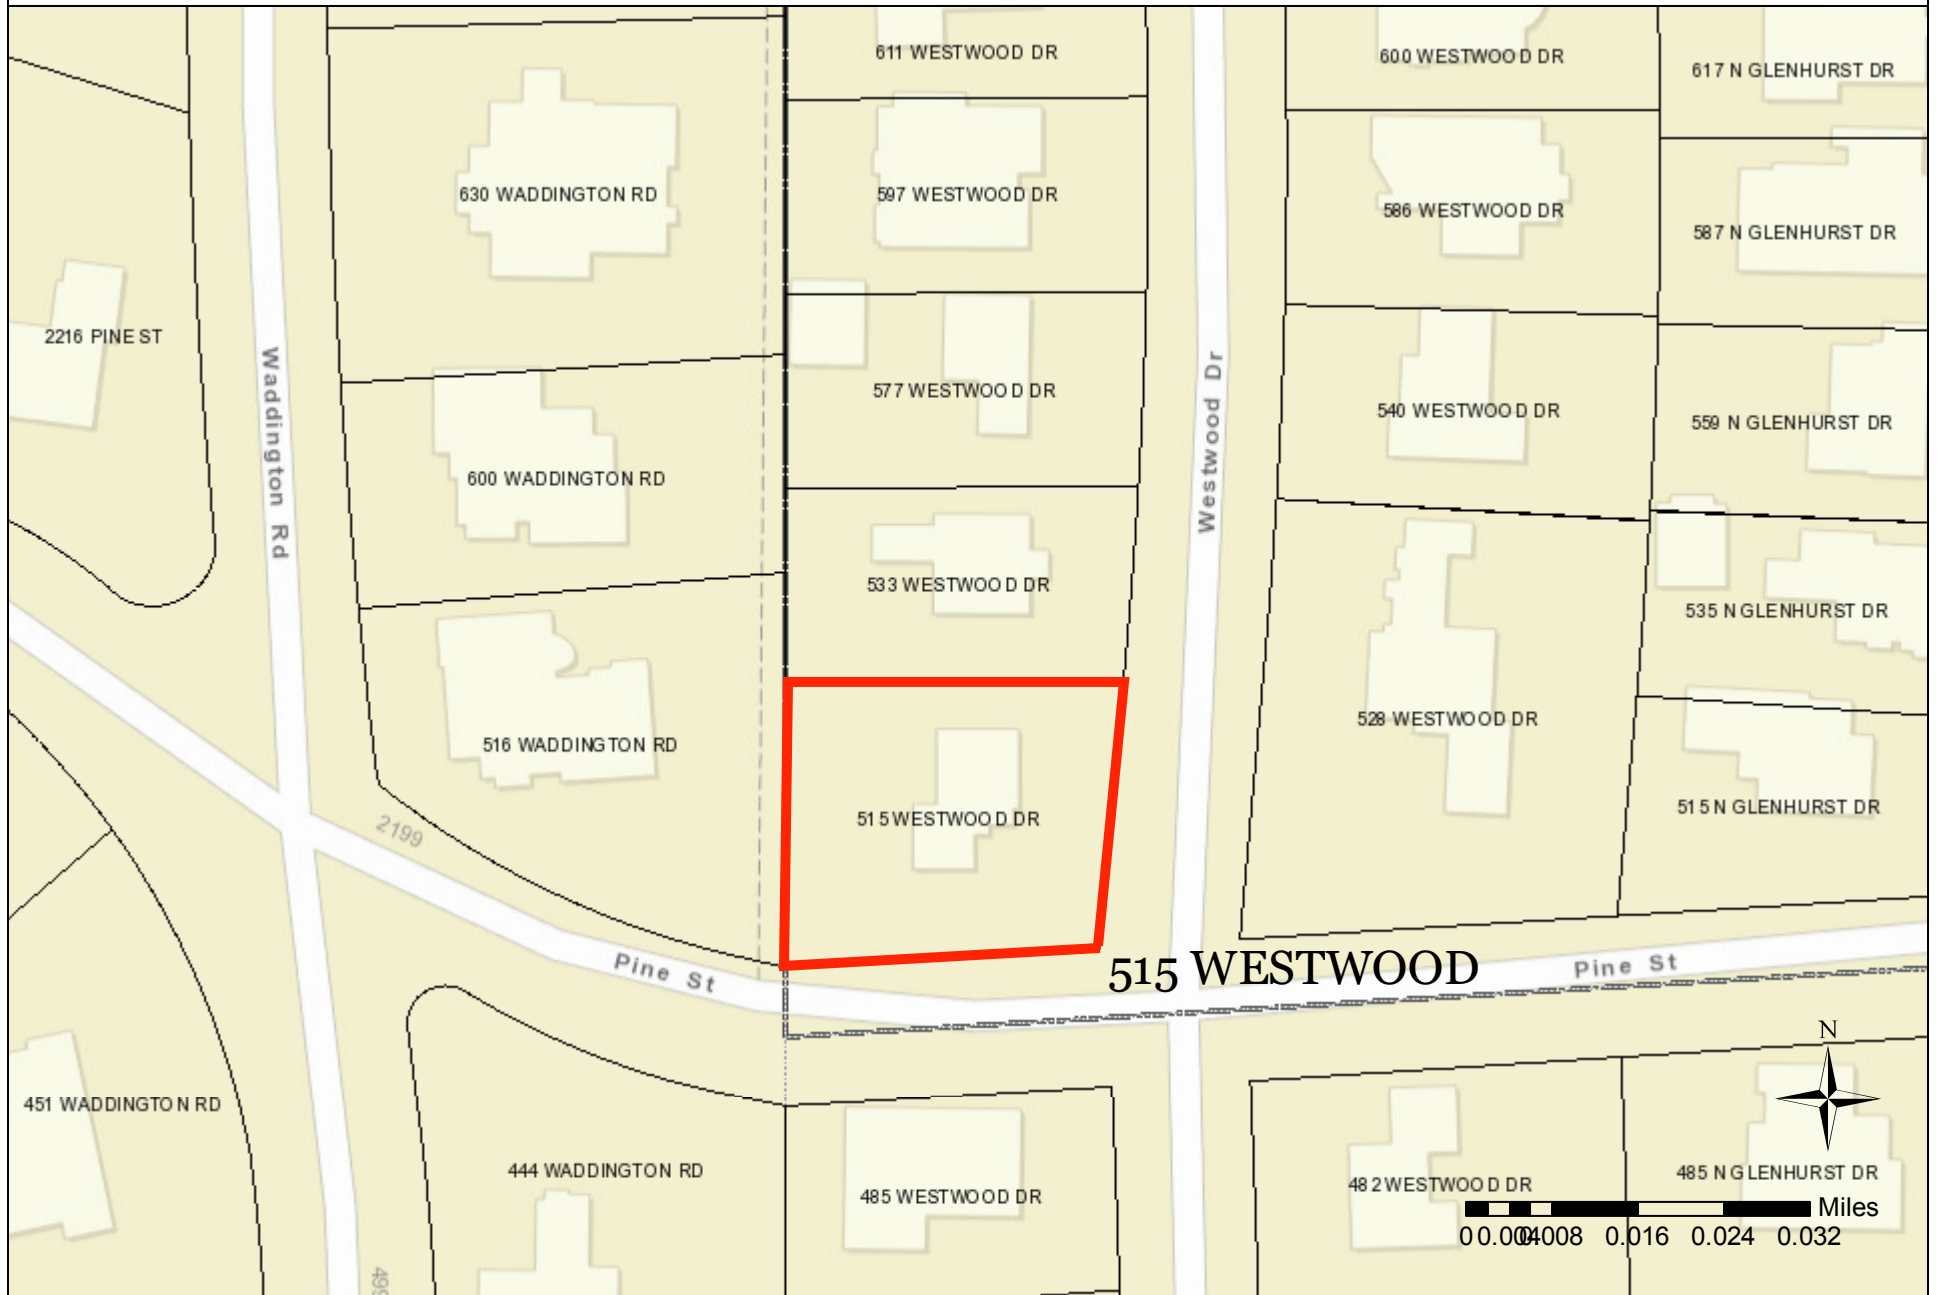 611 WESTWOOD DR
600 WESTWOOD DR
617 N GLENHURST DR
630 WADDINGTON RD
597 WESTWOOD DR
586 WESTWOOD DR
587 N GLENHURST DR
2216 PINE ST
Waddington Rd
577 WESTWOOD DR
Westwood Dr
540 WESTWOOD DR
559 N GLENHURST DR
600 WADDINGTON RD
533 WESTWOOD DR
535 N GLENHURST DR
516 WADDINGTON RD
528 WESTWOOD DR
515 WESTWOOD DR
515 N GLENHURST DR
2199
Pine St
515 WESTWOOD
Pine St
N
451 WADDINGTON RD
444 WADDINGTON RD
485 WESTWOOD DR
482 WESTWOOD DR
485 N GLENHURST DR
Miles
0 0.004 0.008 0.016 0.024 0.032